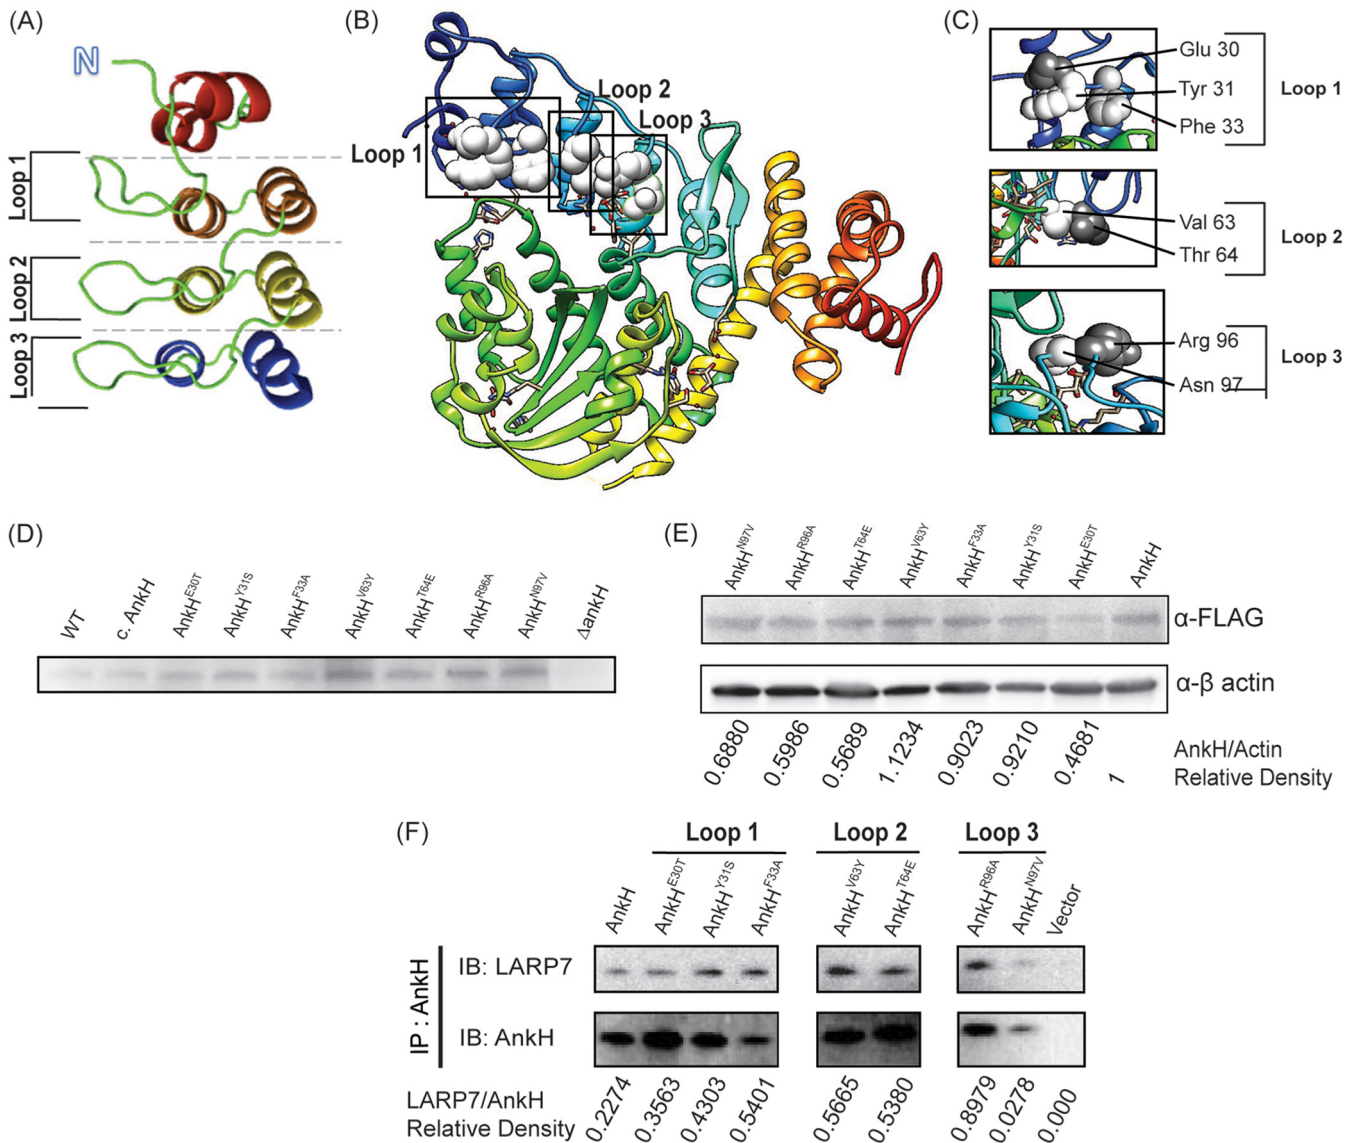 (A)
N
Loop 1
Loop 2
Loop 3
(B)
Loop 1
Loop 2
Loop 3
(C)
Glu 30
Tyr 31
Phe 33
Loop 1
Val 63
Thr 64
Loop 2
Arg 96
Asn 97
Loop 3
(D)
WT
c. AnkH
AnkH^E30T
AnkH^Y31S
AnkH^F33A
AnkH^V63Y
AnkH^T64E
AnkH^R96A
AnkH^N97V
ΔankH
(E)
AnkH^N97V
AnkH^R96A
AnkH^T64E
AnkH^V63Y
AnkH^F33A
AnkH^Y31S
AnkH^E30T
AnkH
α-FLAG
α-β actin
0.6880
0.5986
0.5689
1.1234
0.9023
0.9210
0.4681
1
AnkH/Actin
Relative Density
(F)
Loop 1
Loop 2
Loop 3
AnkH
AnkH^E30T
AnkH^Y31S
AnkH^F33A
AnkH^V63Y
AnkH^T64E
AnkH^R96A
AnkH^N97V
Vector
IP : AnkH
IB: LARP7
IB: AnkH
LARP7/AnkH
Relative Density
0.2274
0.3563
0.4303
0.5401
0.5665
0.5380
0.8979
0.0278
0.000